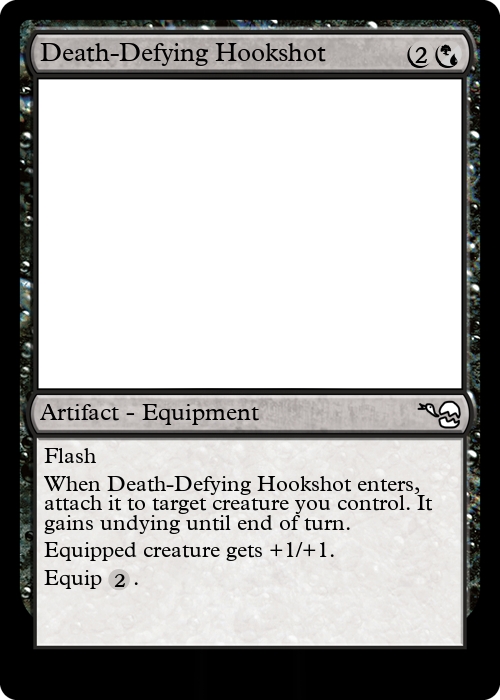 Death-Defying Hookshot 2
Artifact - Equipment
Flash
When Death-Defying Hookshot enters,
attach it to target creature you control. It
gains undying until end of turn.
Equipped creature gets +1/+1.
Equip 2 .